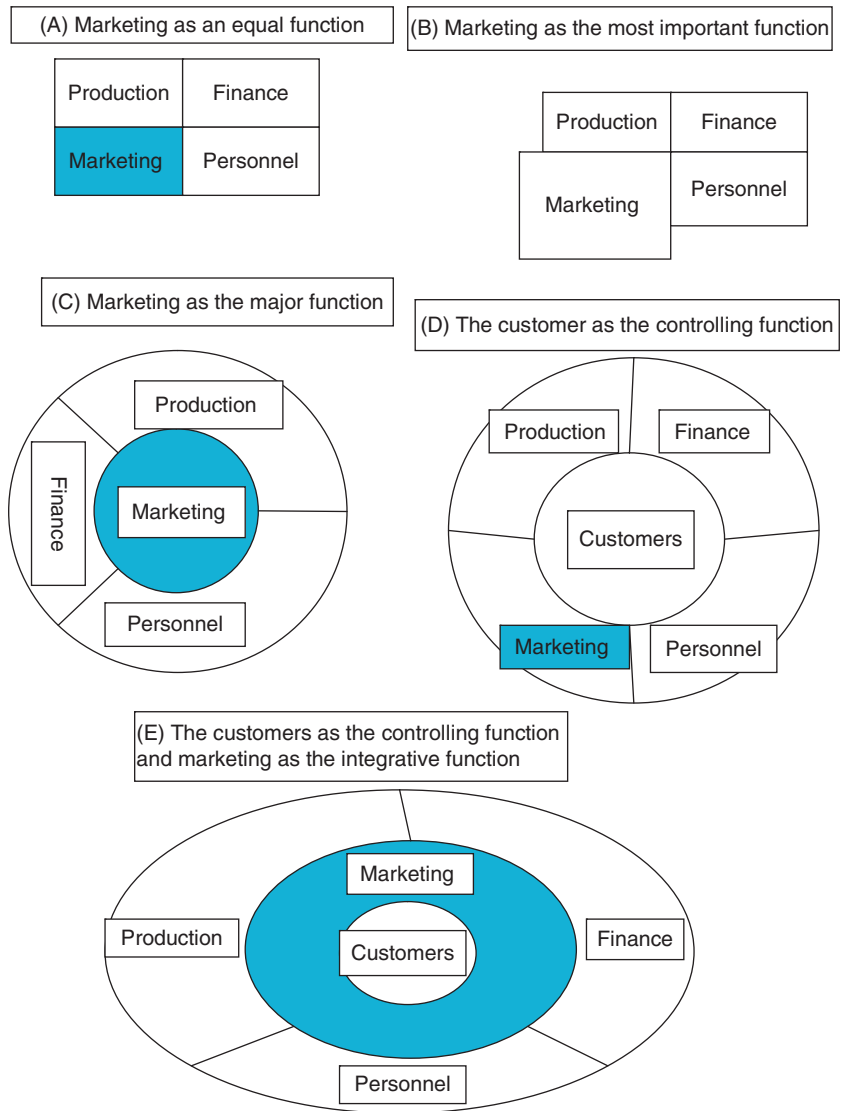 (A) Marketing as an equal function
Production Finance
Marketing Personnel
(B) Marketing as the most important function
Production Finance
Marketing Personnel
(C) Marketing as the major function
Production
Finance
Marketing
Personnel
(D) The customer as the controlling function
Production Finance
Customers
Marketing Personnel
(E) The customers as the controlling function
and marketing as the integrative function
Marketing
Production
Customers
Finance
Personnel